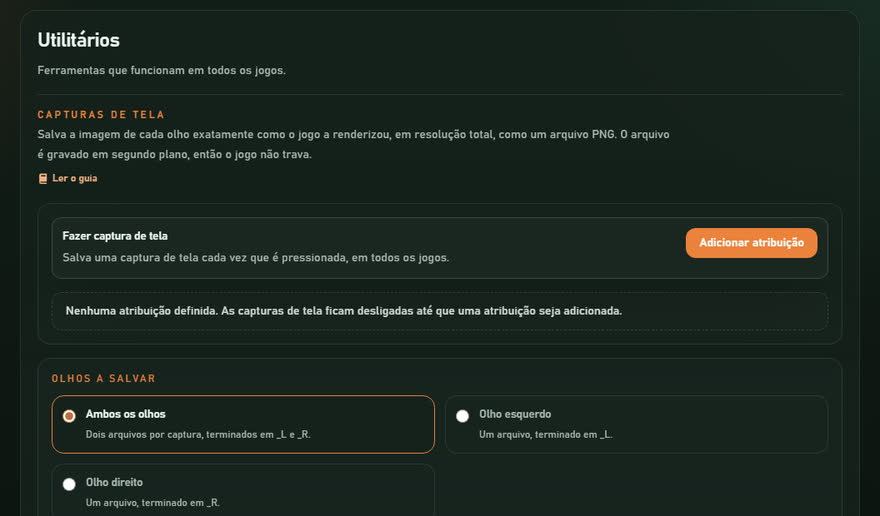 Utilitários
Ferramentas que funcionam em todos os jogos.
CAPTURAS DE TELA
Salva a imagem de cada olho exatamente como o jogo a renderizou, em resolução total, como um arquivo PNG. O arquivo
é gravado em segundo plano, então o jogo não trava.
Ler o guia
Fazer captura de tela
Salva uma captura de tela cada vez que é pressionada, em todos os jogos.
Adicionar atribuição
Nenhuma atribuição definida. As capturas de tela ficam desligadas até que uma atribuição seja adicionada.
OLHOS A SALVAR
Ambos os olhos
Dois arquivos por captura, terminados em _L e _R.
Olho esquerdo
Um arquivo, terminado em _L.
Olho direito
Um arquivo, terminado em _R.